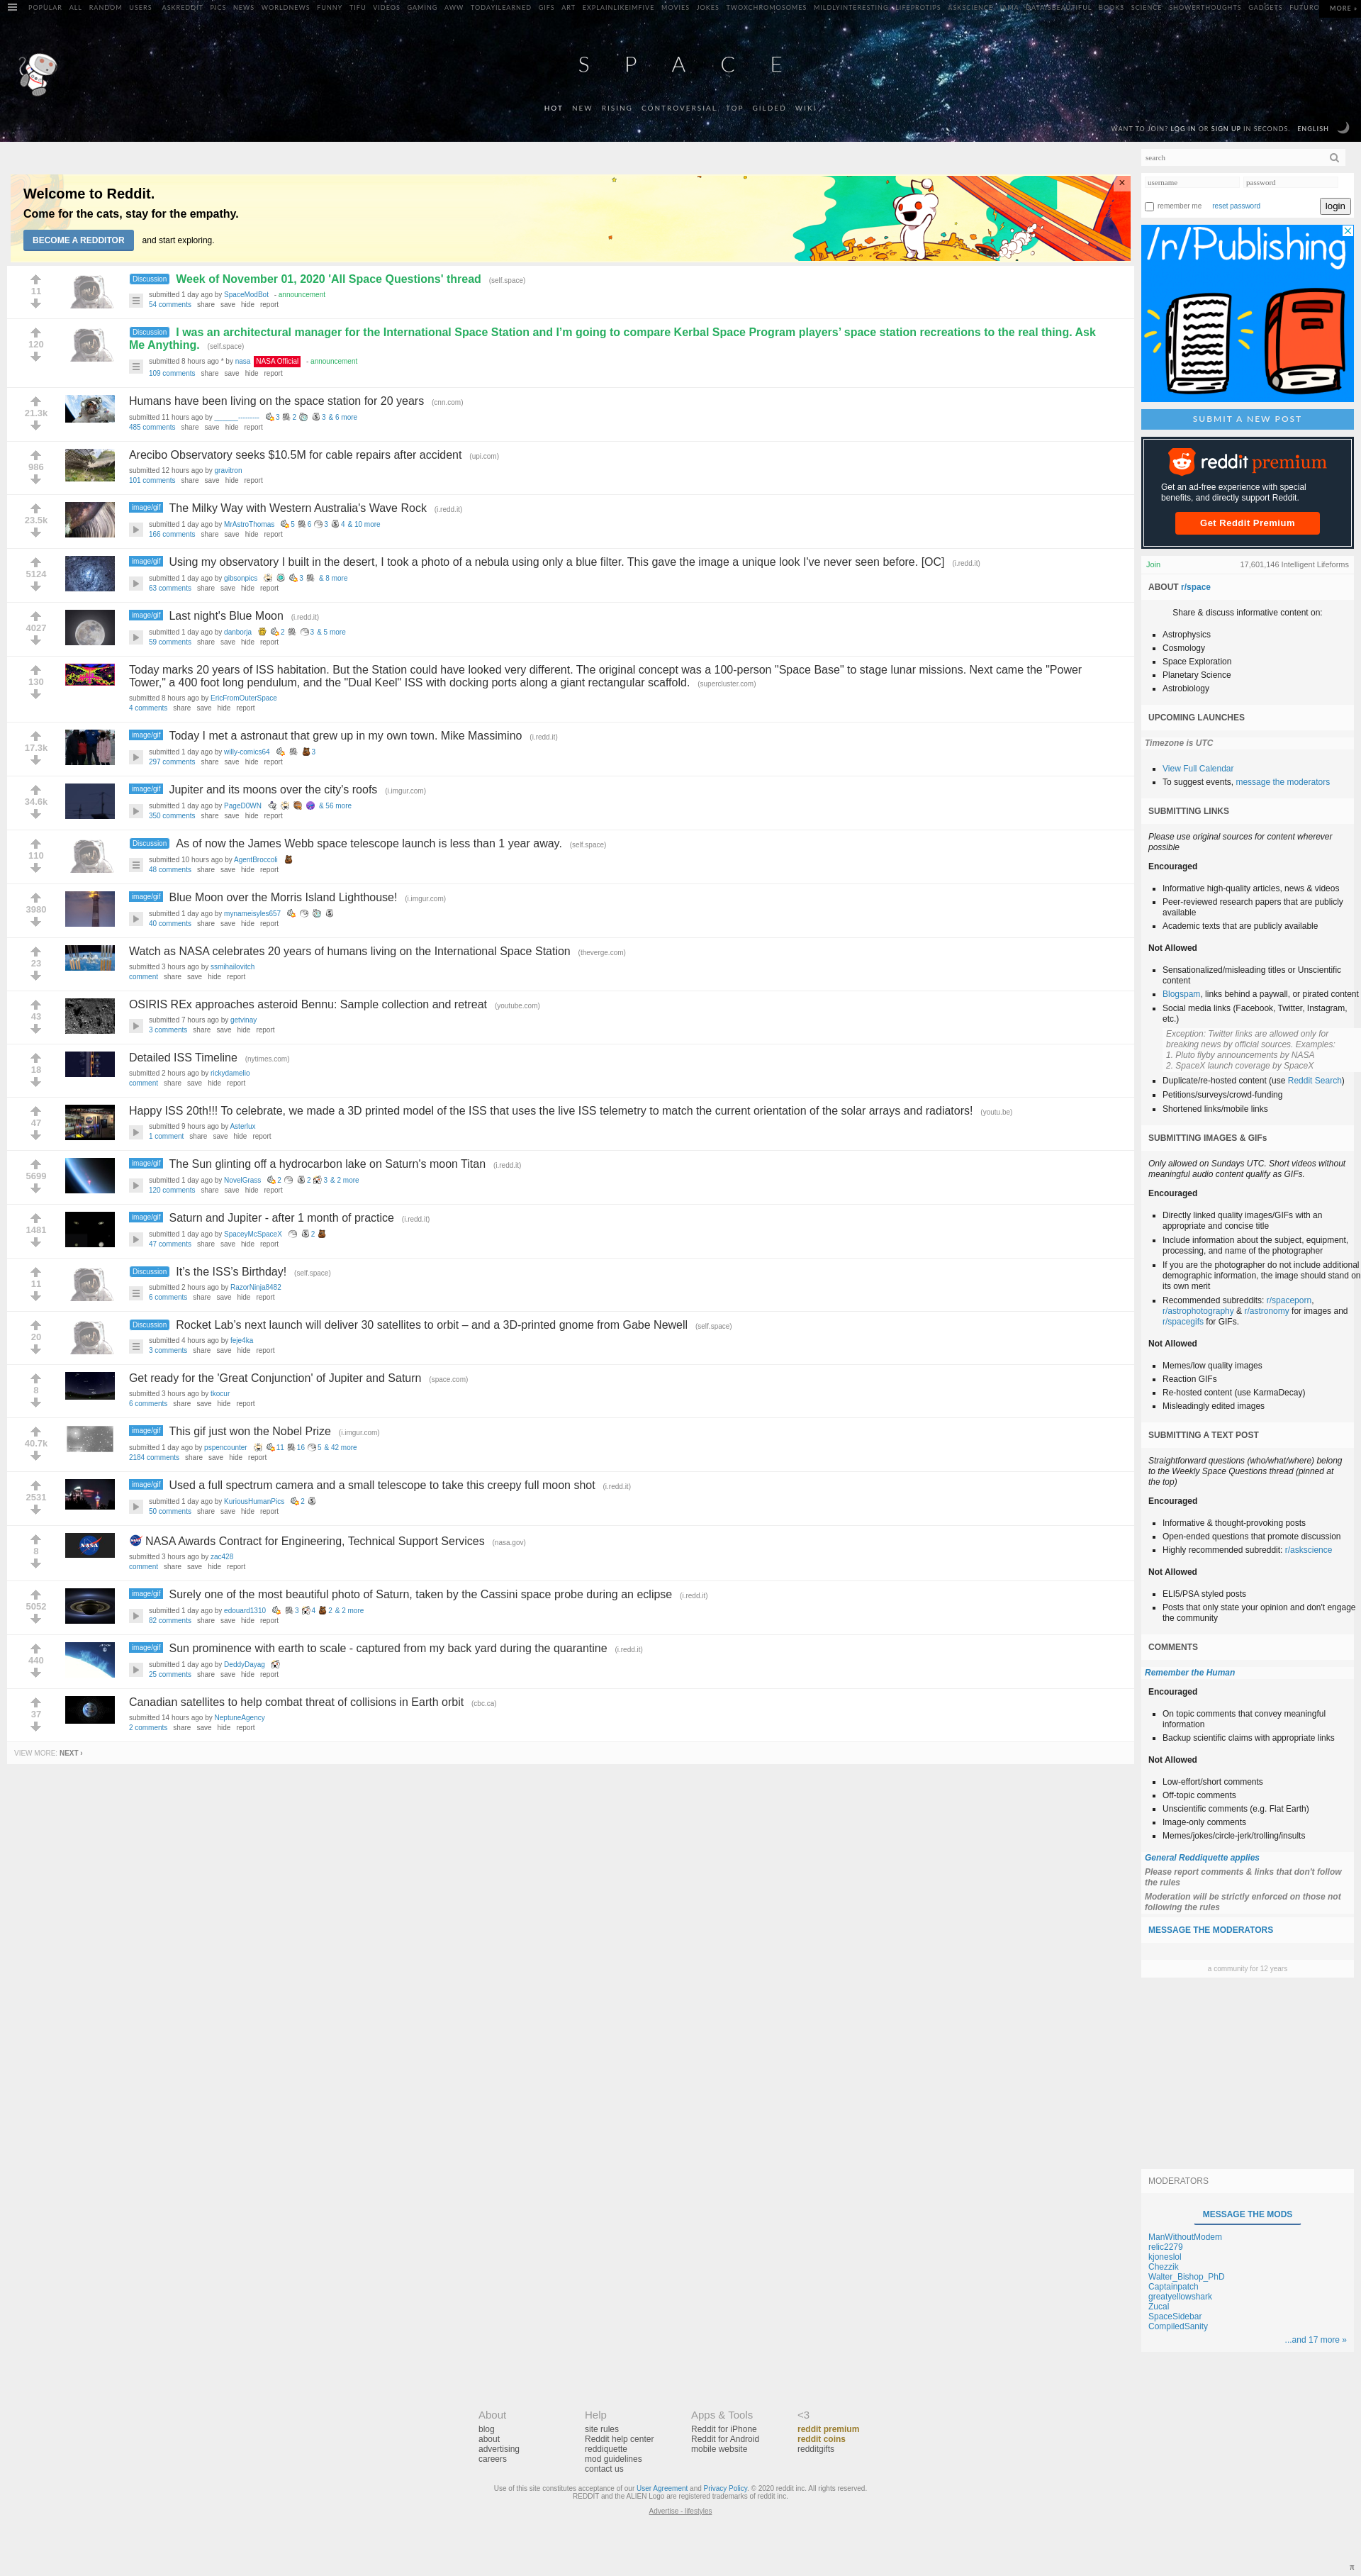 POPULAR ALL RANDOM USERS ASKREDDIT PICS NEWS WORLDNEWS FUNNY TIFU VIDEOS GAMING AWW TODAYILEARNED GIFS ART EXPLAINLIKEIMFIVE MOVIES JOKES TWOXCHROMOSOMES MILDLYINTERESTING LIFEPROTIPS ASKSCIENCE IAMA DATAISBEAUTIFUL BOOKS SCIENCE SHOWERTHOUGHTS GADGETS FUTURO MORE »
SPACE
HOT NEW RISING CONTROVERSIAL TOP GILDED WIKI
WANT TO JOIN? LOG IN OR SIGN UP IN SECONDS. ENGLISH
Welcome to Reddit.
Come for the cats, stay for the empathy.
BECOME A REDDITOR and start exploring.
11
Discussion Week of November 01, 2020 'All Space Questions' thread (self.space)
submitted 1 day ago by SpaceModBot - announcement
54 comments share save hide report
120
Discussion I was an architectural manager for the International Space Station and I'm going to compare Kerbal Space Program players' space station recreations to the real thing. Ask
Me Anything. (self.space)
submitted 8 hours ago * by nasa NASA Official - announcement
109 comments share save hide report
21.3k
Humans have been living on the space station for 20 years (cnn.com)
submitted 11 hours ago by ______--------- 3 2 3 & 6 more
485 comments share save hide report
986
Arecibo Observatory seeks $10.5M for cable repairs after accident (upi.com)
submitted 12 hours ago by gravitron
101 comments share save hide report
23.5k
image/gif The Milky Way with Western Australia's Wave Rock (i.redd.it)
submitted 1 day ago by MrAstroThomas 5 6 3 4 & 10 more
166 comments share save hide report
5124
image/gif Using my observatory I built in the desert, I took a photo of a nebula using only a blue filter. This gave the image a unique look I've never seen before. [OC] (i.redd.it)
submitted 1 day ago by gibsonpics 3 & 8 more
63 comments share save hide report
4027
image/gif Last night's Blue Moon (i.redd.it)
submitted 1 day ago by danborja 2 3 & 5 more
59 comments share save hide report
130
Today marks 20 years of ISS habitation. But the Station could have looked very different. The original concept was a 100-person "Space Base" to stage lunar missions. Next came the "Power
Tower," a 400 foot long pendulum, and the "Dual Keel" ISS with docking ports along a giant rectangular scaffold. (supercluster.com)
submitted 8 hours ago by EricFromOuterSpace
4 comments share save hide report
17.3k
image/gif Today I met a astronaut that grew up in my own town. Mike Massimino (i.redd.it)
submitted 1 day ago by willy-comics64 3
297 comments share save hide report
34.6k
image/gif Jupiter and its moons over the city's roofs (i.imgur.com)
submitted 1 day ago by PageD0WN & 56 more
350 comments share save hide report
110
Discussion As of now the James Webb space telescope launch is less than 1 year away. (self.space)
submitted 10 hours ago by AgentBroccoli
48 comments share save hide report
3980
image/gif Blue Moon over the Morris Island Lighthouse! (i.imgur.com)
submitted 1 day ago by mynameisyles657
40 comments share save hide report
23
Watch as NASA celebrates 20 years of humans living on the International Space Station (theverge.com)
submitted 3 hours ago by ssmihailovitch
comment share save hide report
43
OSIRIS REx approaches asteroid Bennu: Sample collection and retreat (youtube.com)
submitted 7 hours ago by getvinay
3 comments share save hide report
18
Detailed ISS Timeline (nytimes.com)
submitted 2 hours ago by rickydamelio
comment share save hide report
47
Happy ISS 20th!!! To celebrate, we made a 3D printed model of the ISS that uses the live ISS telemetry to match the current orientation of the solar arrays and radiators! (youtu.be)
submitted 9 hours ago by Asterlux
1 comment share save hide report
5699
image/gif The Sun glinting off a hydrocarbon lake on Saturn's moon Titan (i.redd.it)
submitted 1 day ago by NovelGrass 2 2 3 & 2 more
120 comments share save hide report
1481
image/gif Saturn and Jupiter - after 1 month of practice (i.redd.it)
submitted 1 day ago by SpaceyMcSpaceX 2
47 comments share save hide report
11
Discussion It's the ISS's Birthday! (self.space)
submitted 2 hours ago by RazorNinja8482
6 comments share save hide report
20
Discussion Rocket Lab's next launch will deliver 30 satellites to orbit – and a 3D-printed gnome from Gabe Newell (self.space)
submitted 4 hours ago by feje4ka
3 comments share save hide report
8
Get ready for the 'Great Conjunction' of Jupiter and Saturn (space.com)
submitted 3 hours ago by tkocur
6 comments share save hide report
40.7k
image/gif This gif just won the Nobel Prize (i.imgur.com)
submitted 1 day ago by pspencounter 11 16 5 & 42 more
2184 comments share save hide report
2531
image/gif Used a full spectrum camera and a small telescope to take this creepy full moon shot (i.redd.it)
submitted 1 day ago by KuriousHumanPics 2
50 comments share save hide report
8
NASA Awards Contract for Engineering, Technical Support Services (nasa.gov)
submitted 3 hours ago by zac428
comment share save hide report
5052
image/gif Surely one of the most beautiful photo of Saturn, taken by the Cassini space probe during an eclipse (i.redd.it)
submitted 1 day ago by edouard1310 3 4 2 & 2 more
82 comments share save hide report
440
image/gif Sun prominence with earth to scale - captured from my back yard during the quarantine (i.redd.it)
submitted 1 day ago by DeddyDayag
25 comments share save hide report
37
Canadian satellites to help combat threat of collisions in Earth orbit (cbc.ca)
submitted 14 hours ago by NeptuneAgency
2 comments share save hide report
VIEW MORE: NEXT ›
search
username password
remember me reset password login
/r/Publishing
SUBMIT A NEW POST
reddit premium
Get an ad-free experience with special
benefits, and directly support Reddit.
Get Reddit Premium
Join 17,601,146 Intelligent Lifeforms
ABOUT r/space
Share & discuss informative content on:
Astrophysics
Cosmology
Space Exploration
Planetary Science
Astrobiology
UPCOMING LAUNCHES
Timezone is UTC
View Full Calendar
To suggest events, message the moderators
SUBMITTING LINKS
Please use original sources for content wherever
possible
Encouraged
Informative high-quality articles, news & videos
Peer-reviewed research papers that are publicly
available
Academic texts that are publicly available
Not Allowed
Sensationalized/misleading titles or Unscientific
content
Blogspam, links behind a paywall, or pirated content
Social media links (Facebook, Twitter, Instagram,
etc.)
Exception: Twitter links are allowed only for
breaking news by official sources. Examples:
1. Pluto flyby announcements by NASA
2. SpaceX launch coverage by SpaceX
Duplicate/re-hosted content (use Reddit Search)
Petitions/surveys/crowd-funding
Shortened links/mobile links
SUBMITTING IMAGES & GIFs
Only allowed on Sundays UTC. Short videos without
meaningful audio content qualify as GIFs.
Encouraged
Directly linked quality images/GIFs with an
appropriate and concise title
Include information about the subject, equipment,
processing, and name of the photographer
If you are the photographer do not include additional
demographic information, the image should stand on
its own merit
Recommended subreddits: r/spaceporn,
r/astrophotography & r/astronomy for images and
r/spacegifs for GIFs.
Not Allowed
Memes/low quality images
Reaction GIFs
Re-hosted content (use KarmaDecay)
Misleadingly edited images
SUBMITTING A TEXT POST
Straightforward questions (who/what/where) belong
to the Weekly Space Questions thread (pinned at
the top)
Encouraged
Informative & thought-provoking posts
Open-ended questions that promote discussion
Highly recommended subreddit: r/askscience
Not Allowed
ELI5/PSA styled posts
Posts that only state your opinion and don't engage
the community
COMMENTS
Remember the Human
Encouraged
On topic comments that convey meaningful
information
Backup scientific claims with appropriate links
Not Allowed
Low-effort/short comments
Off-topic comments
Unscientific comments (e.g. Flat Earth)
Image-only comments
Memes/jokes/circle-jerk/trolling/insults
General Reddiquette applies
Please report comments & links that don't follow
the rules
Moderation will be strictly enforced on those not
following the rules
MESSAGE THE MODERATORS
a community for 12 years
MODERATORS
MESSAGE THE MODS
ManWithoutModem
relic2279
kjoneslol
Chezzik
Walter_Bishop_PhD
Captainpatch
greatyellowshark
Zucal
SpaceSidebar
CompiledSanity
...and 17 more »
About Help Apps & Tools <3
blog site rules Reddit for iPhone reddit premium
about Reddit help center Reddit for Android reddit coins
advertising reddiquette mobile website redditgifts
careers mod guidelines
contact us
Use of this site constitutes acceptance of our User Agreement and Privacy Policy. © 2020 reddit inc. All rights reserved.
REDDIT and the ALIEN Logo are registered trademarks of reddit inc.
Advertise - lifestyles
π